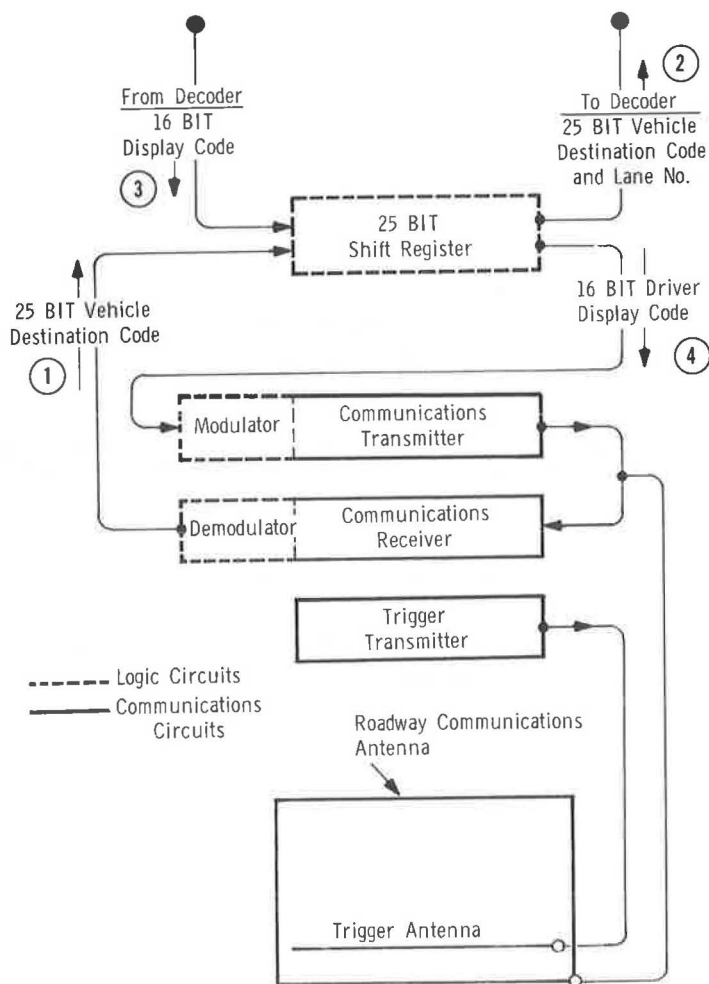 From Decoder
16 BIT
Display Code
3
2
To Decoder
25 BIT Vehicle
Destination Code
and Lane No.
25 BIT
Shift Register
25 BIT Vehicle
Destination Code
1
16 BIT Driver
Display Code
4
Modulator
Communications
Transmitter
Demodulator
Communications
Receiver
Trigger
Transmitter
Logic Circuits
Communications
Circuits
Roadway Communications
Antenna
Trigger Antenna